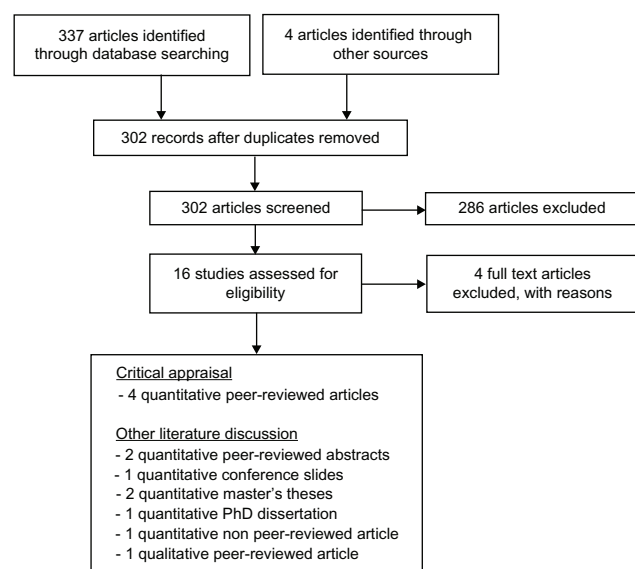 337 articles identified
through database searching
4 articles identified through
other sources
302 records after duplicates removed
302 articles screened
286 articles excluded
16 studies assessed for
eligibility
4 full text articles
excluded, with reasons
Critical appraisal
- 4 quantitative peer-reviewed articles
Other literature discussion
- 2 quantitative peer-reviewed abstracts
- 1 quantitative conference slides
- 2 quantitative master's theses
- 1 quantitative PhD dissertation
- 1 quantitative non peer-reviewed article
- 1 qualitative peer-reviewed article